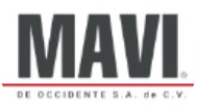 MAVI
DE OCCIDENTE S.A. de C.V.